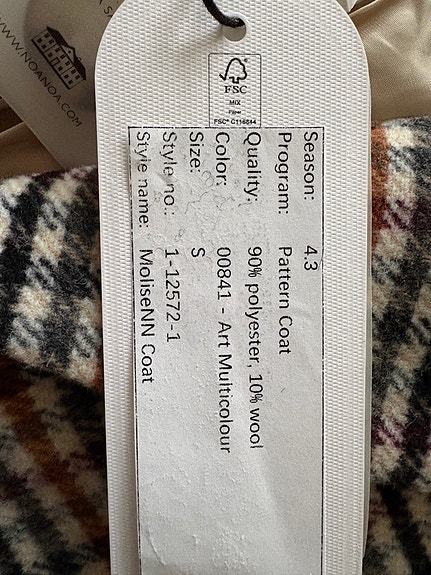 WWW.NOANOA.COM
FSC
MIX
Paper
FSC® C116644
Season: 4.3
Program: Pattern Coat
Quality: 90% polyester, 10% wool
Color: 00841 - Art Multicolour
Size: S
Style no.: 1-12572-1
Style name: MoliseNN Coat